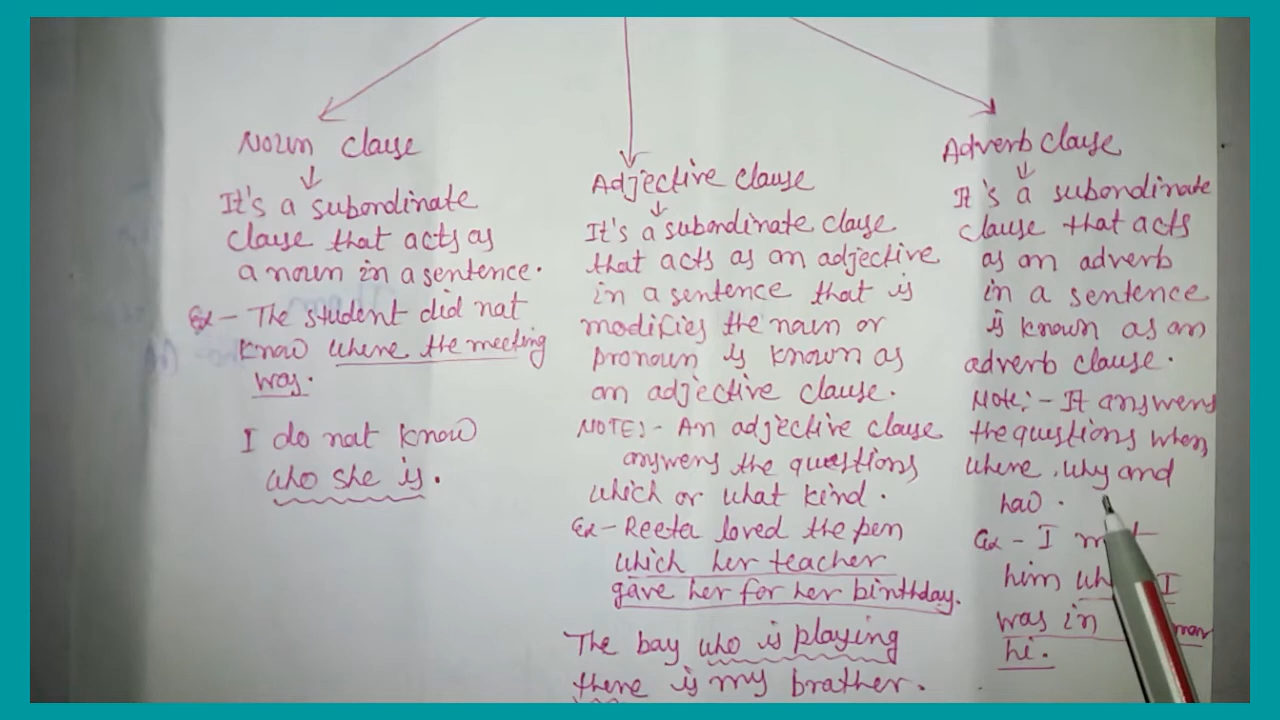 Noun clause
It's a subordinate
clause that acts as
a noun in a sentence.
Ex - The student did not
know where the meeting
was.
I do not know
who she is.
Adjective clause
It's a subordinate clause
that acts as an adjective
in a sentence that is
modifies the noun or
pronoun is known as
an adjective clause.
NOTE:- An adjective clause
answers the questions
which or what kind.
Ex- Reeta loved the pen
which her teacher
gave her for her birthday.
The boy who is playing
there is my brother.
Adverb clause
It's a subordinate
clause that acts
as an adverb
in a sentence
is known as an
adverb clause.
Note:- It answers
the questions when,
where, why and
how.
Ex - I
him I
was in
hi.